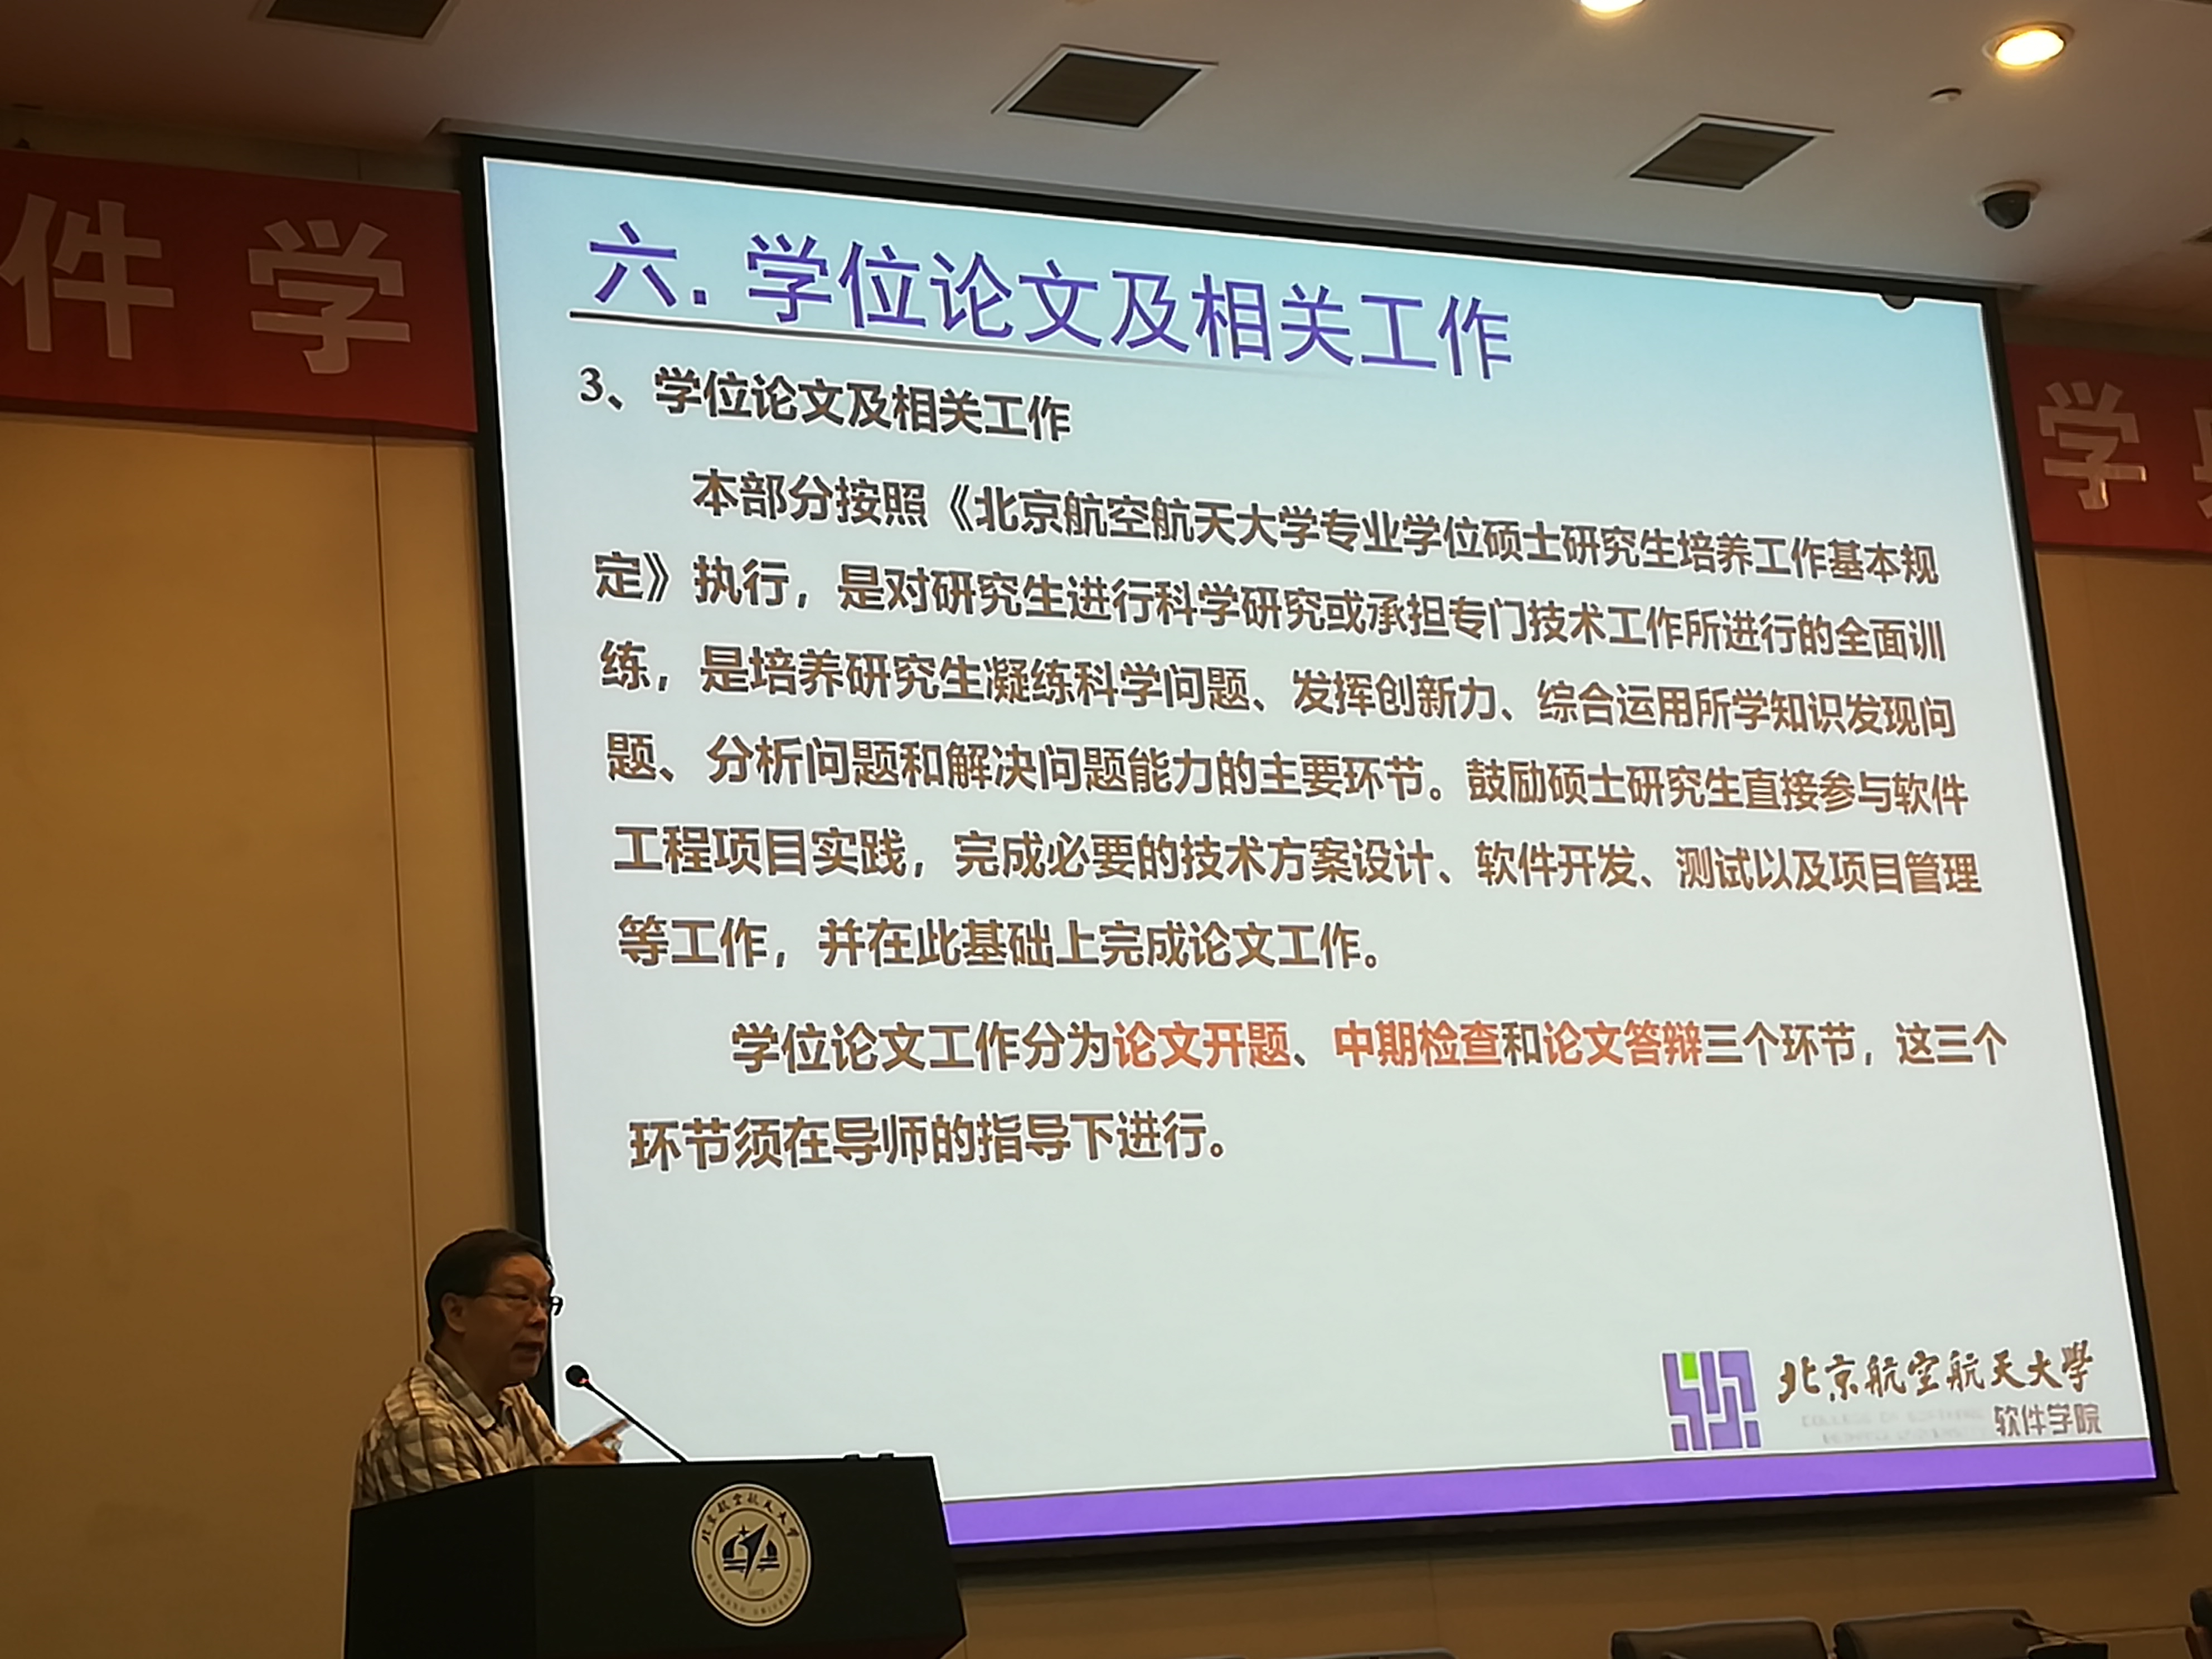 件 学
学
六. 学位论文及相关工作
3、学位论文及相关工作
本部分按照《北京航空航天大学专业学位硕士研究生培养工作基本规
定》执行，是对研究生进行科学研究或承担专门技术工作所进行的全面训
练，是培养研究生凝练科学问题、发挥创新力、综合运用所学知识发现问
题、分析问题和解决问题能力的主要环节。鼓励硕士研究生直接参与软件
工程项目实践，完成必要的技术方案设计、软件开发、测试以及项目管理
等工作，并在此基础上完成论文工作。
学位论文工作分为论文开题、中期检查和论文答辩三个环节，这三个
环节须在导师的指导下进行。
北京航空航天大学
软件学院
北京航空航天大学
1952